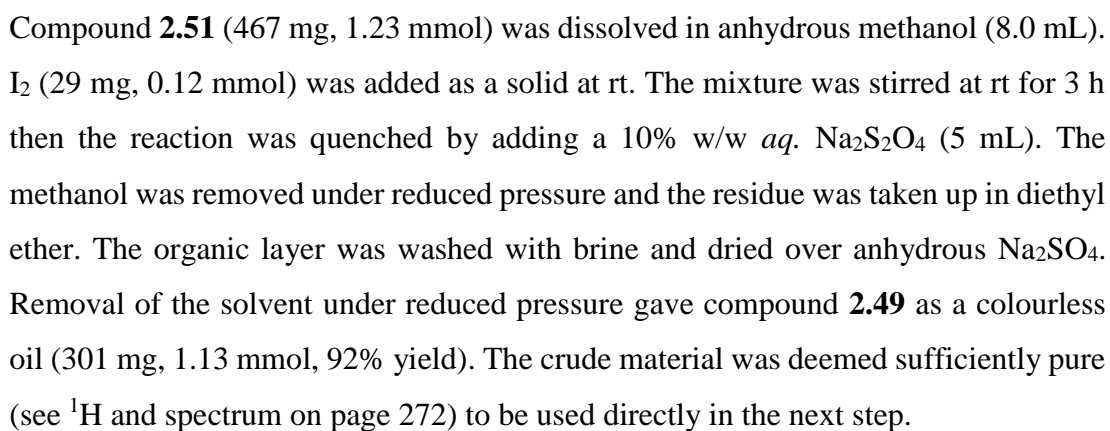 Compound 2.51 (467 mg, 1.23 mmol) was dissolved in anhydrous methanol (8.0 mL).
I₂ (29 mg, 0.12 mmol) was added as a solid at rt. The mixture was stirred at rt for 3 h
then the reaction was quenched by adding a 10% w/w aq. Na₂S₂O₄ (5 mL). The
methanol was removed under reduced pressure and the residue was taken up in diethyl
ether. The organic layer was washed with brine and dried over anhydrous Na₂SO₄.
Removal of the solvent under reduced pressure gave compound 2.49 as a colourless
oil (301 mg, 1.13 mmol, 92% yield). The crude material was deemed sufficiently pure
(see ¹H and spectrum on page 272) to be used directly in the next step.